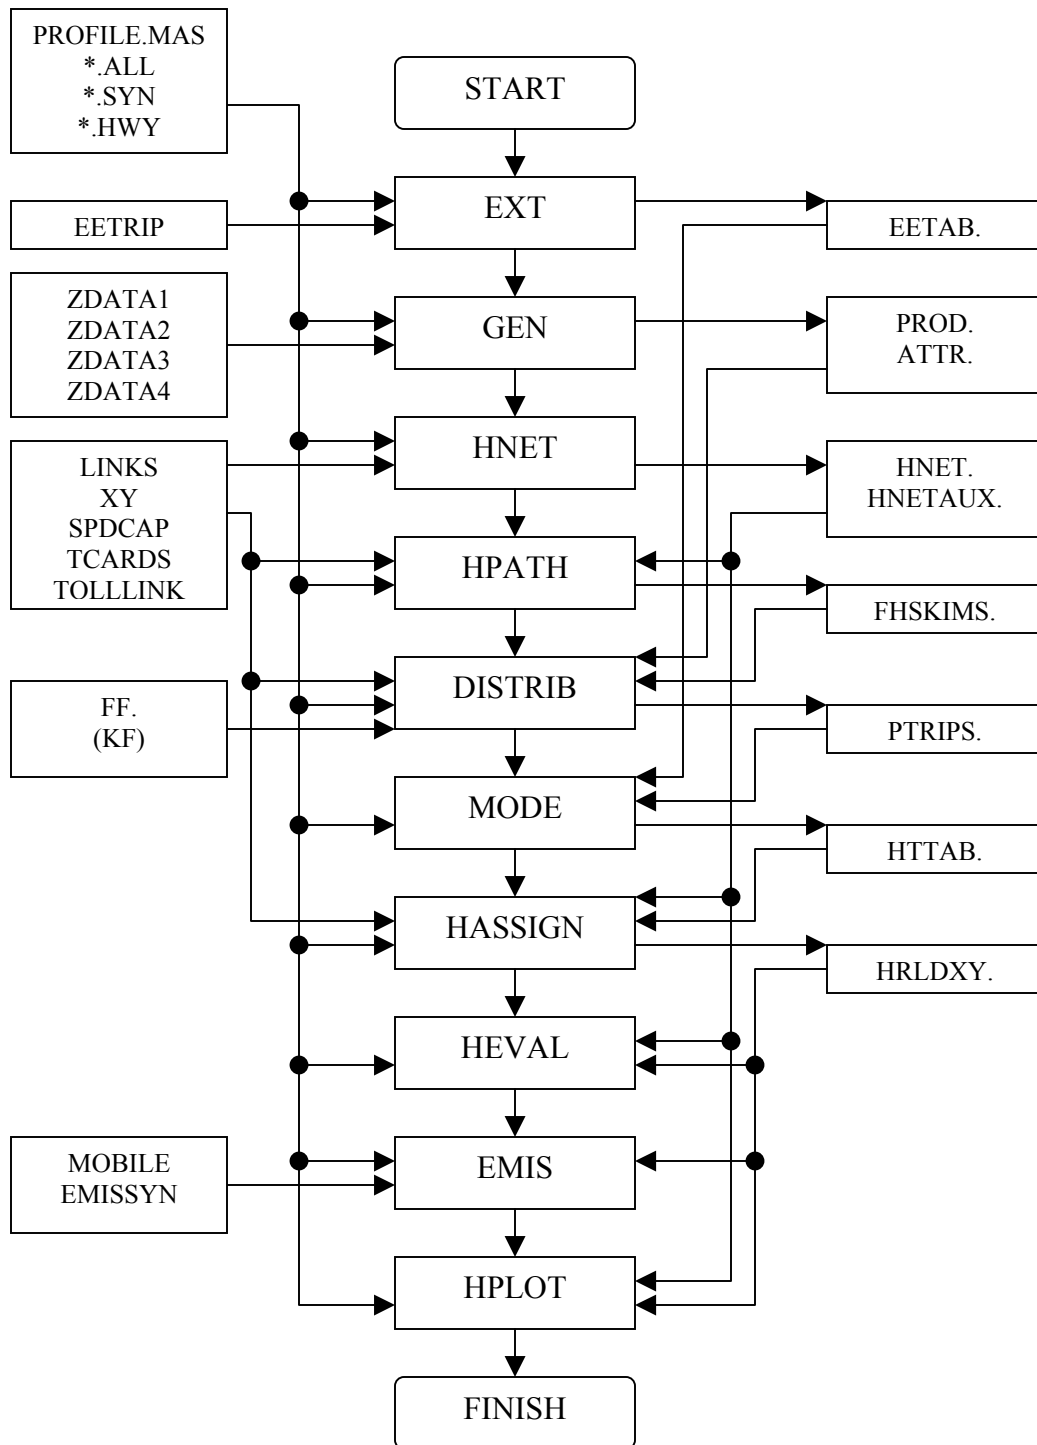 PROFILE.MAS
*.ALL
*.SYN
*.HWY
START
EXT
EETRIP
EETAB.
ZDATA1
ZDATA2
ZDATA3
ZDATA4
GEN
PROD.
ATTR.
LINKS
XY
SPDCAP
TCARDS
TOLLLINK
HNET
HNET.
HNETAUX.
HPATH
FHSKIMS.
DISTRIB
FF.
(KF)
PTRIPS.
MODE
HTTAB.
HASSIGN
HRLDXY.
HEVAL
MOBILE
EMISSYN
EMIS
HPLOT
FINISH